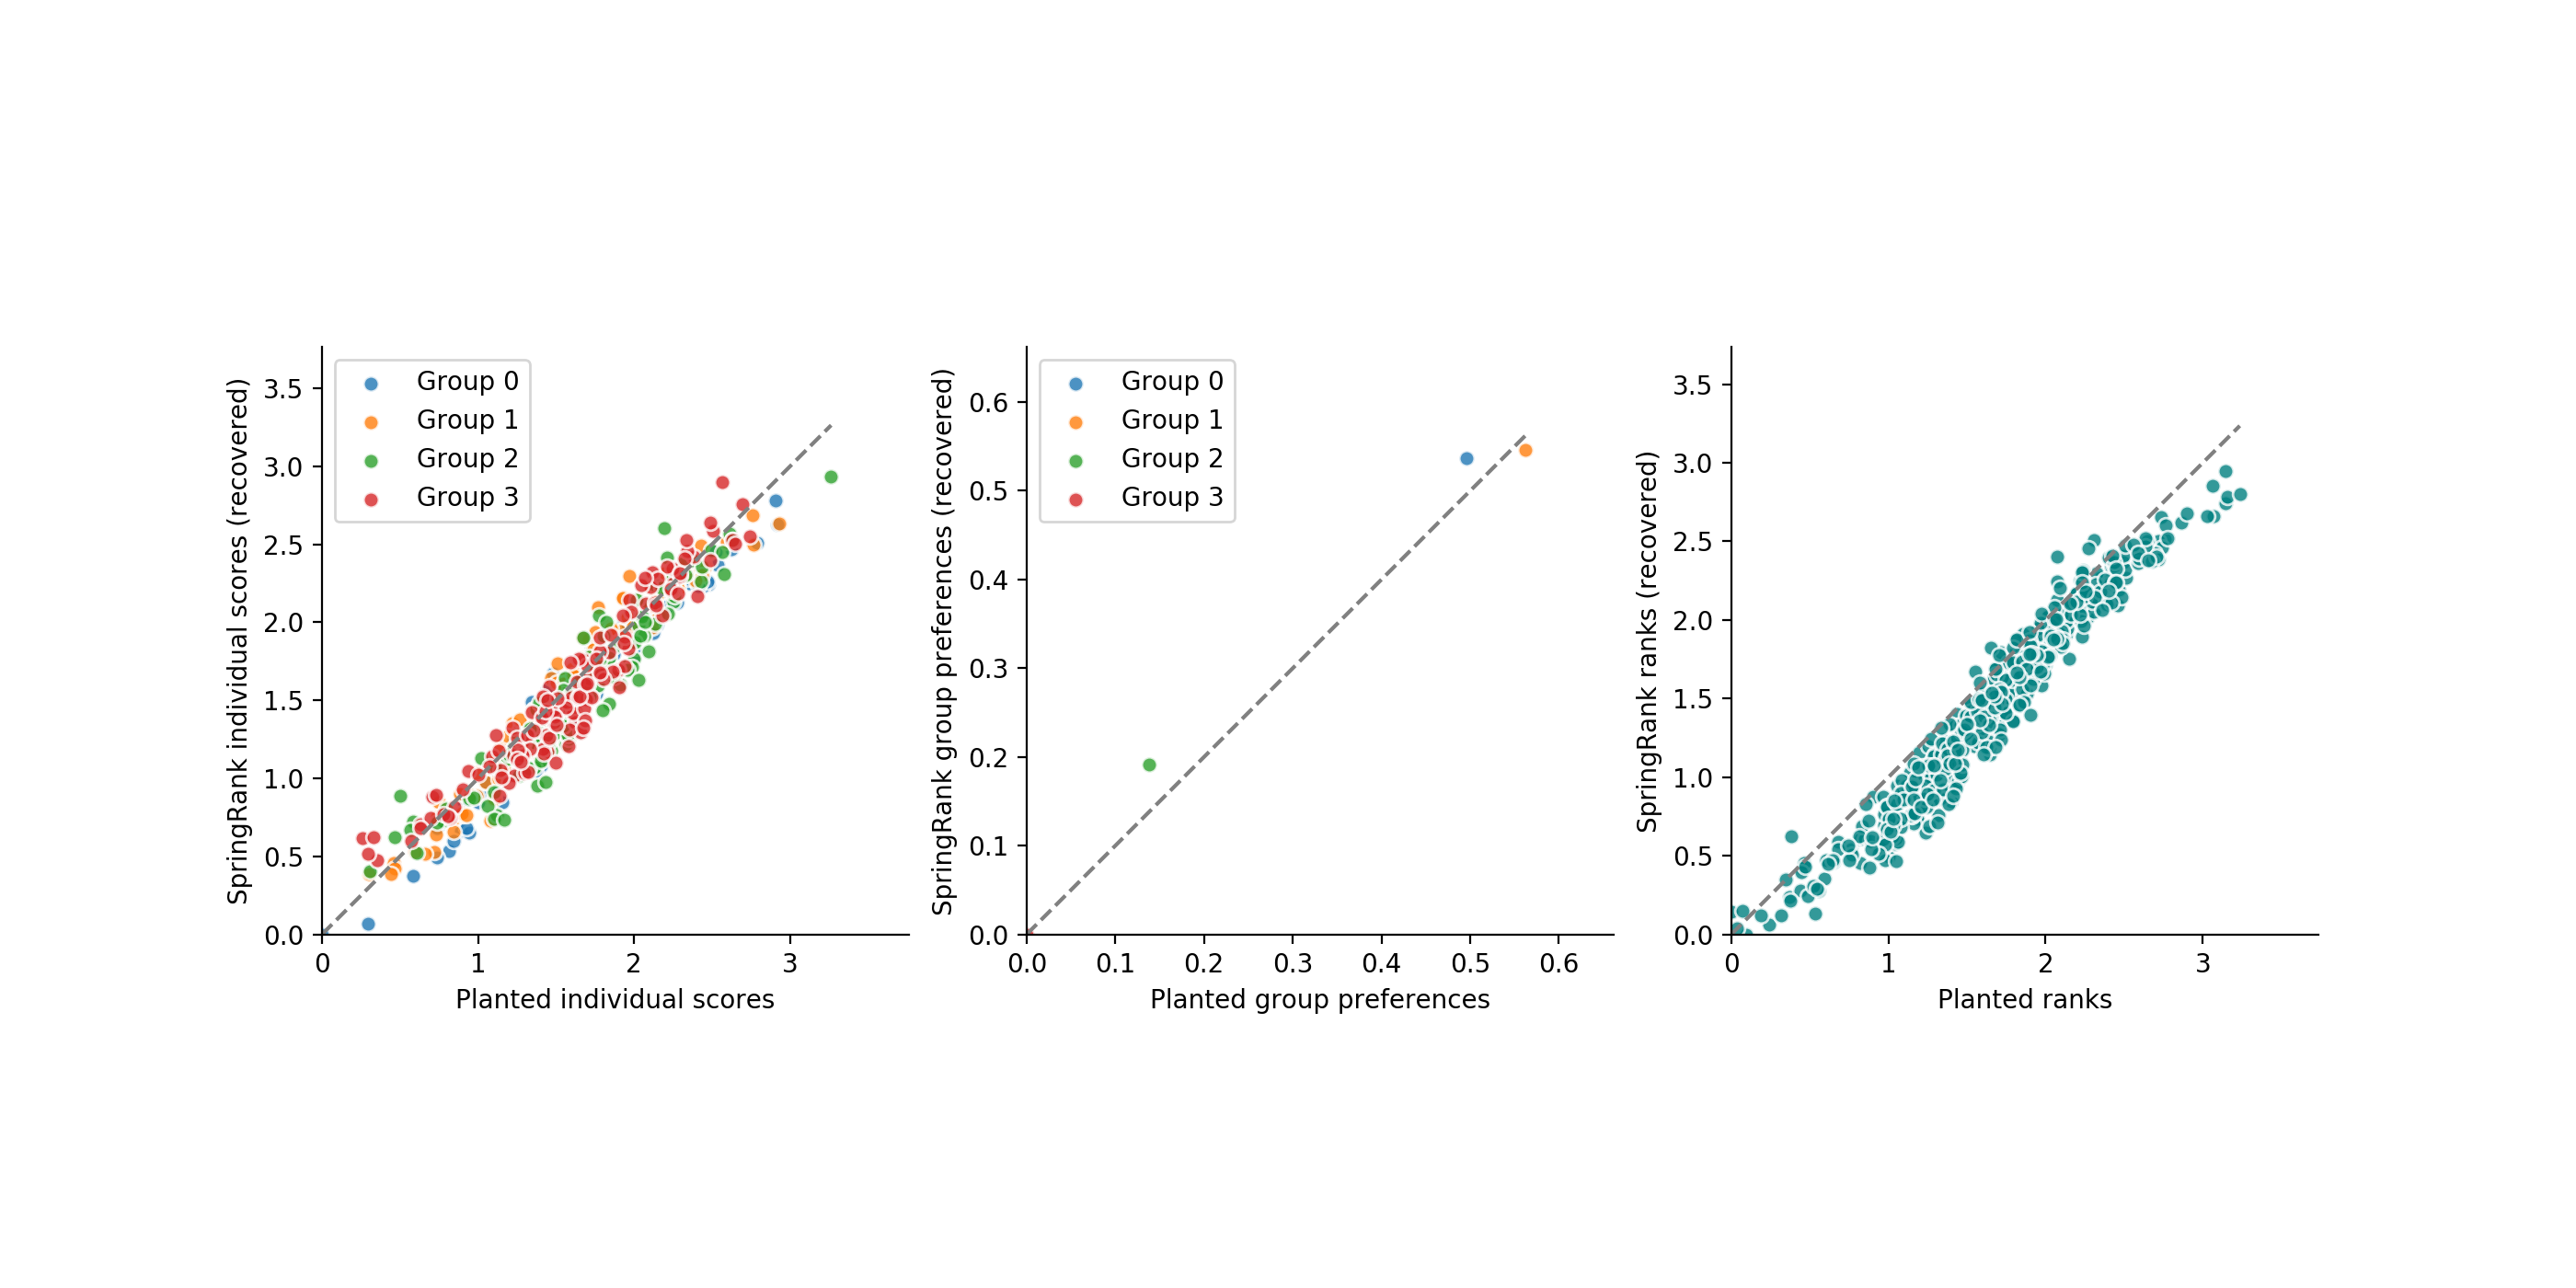 SpringRank individual scores (recovered)
3.5
3.0
2.5
2.0
1.5
1.0
0.5
0.0
Group 0
Group 1
Group 2
Group 3
0 1 2 3
Planted individual scores
SpringRank group preferences (recovered)
0.6
0.5
0.4
0.3
0.2
0.1
0.0
Group 0
Group 1
Group 2
Group 3
0.0 0.1 0.2 0.3 0.4 0.5 0.6
Planted group preferences
SpringRank ranks (recovered)
3.5
3.0
2.5
2.0
1.5
1.0
0.5
0.0
0 1 2 3
Planted ranks